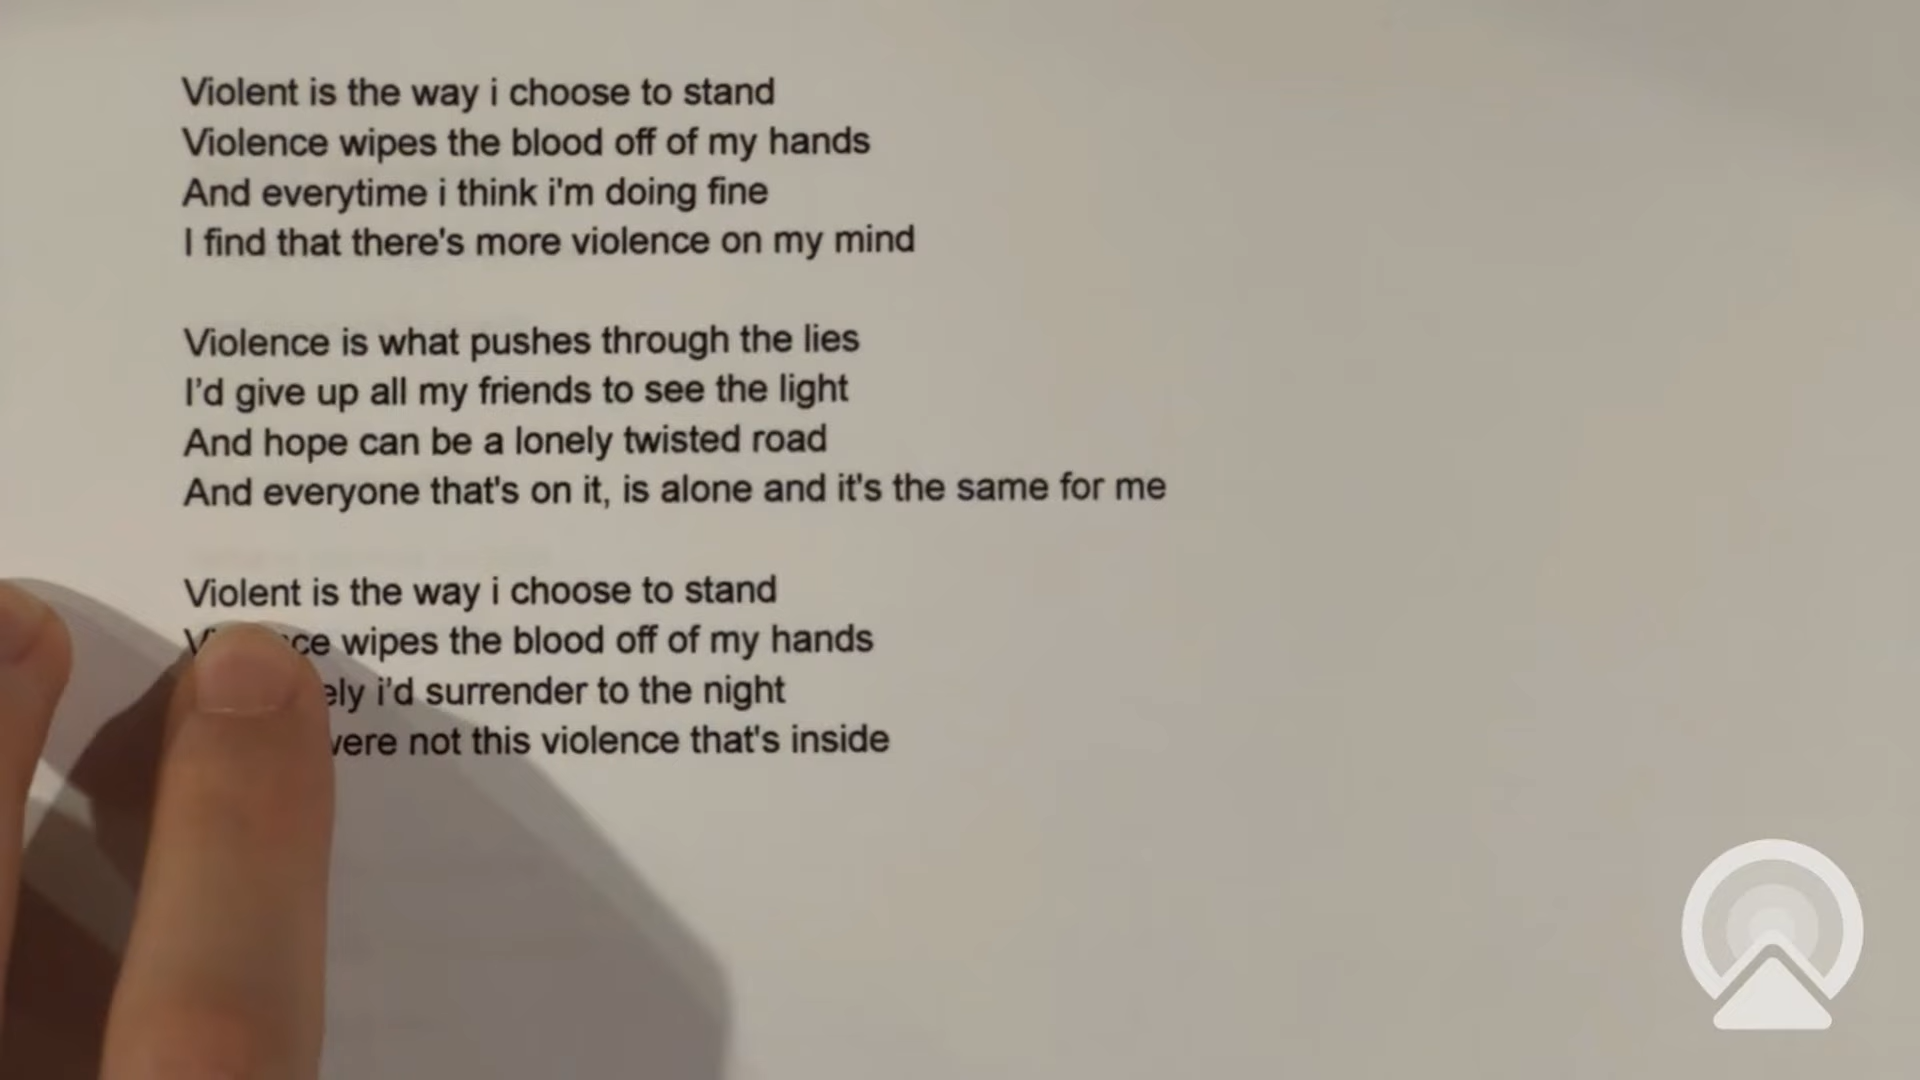 Violent is the way i choose to stand
Violence wipes the blood off of my hands
And everytime i think i'm doing fine
I find that there's more violence on my mind
Violence is what pushes through the lies
I'd give up all my friends to see the light
And hope can be a lonely twisted road
And everyone that's on it, is alone and it's the same for me
Violent is the way i choose to stand
wipes the blood off of my hands
i'd surrender to the night
not this violence that's inside